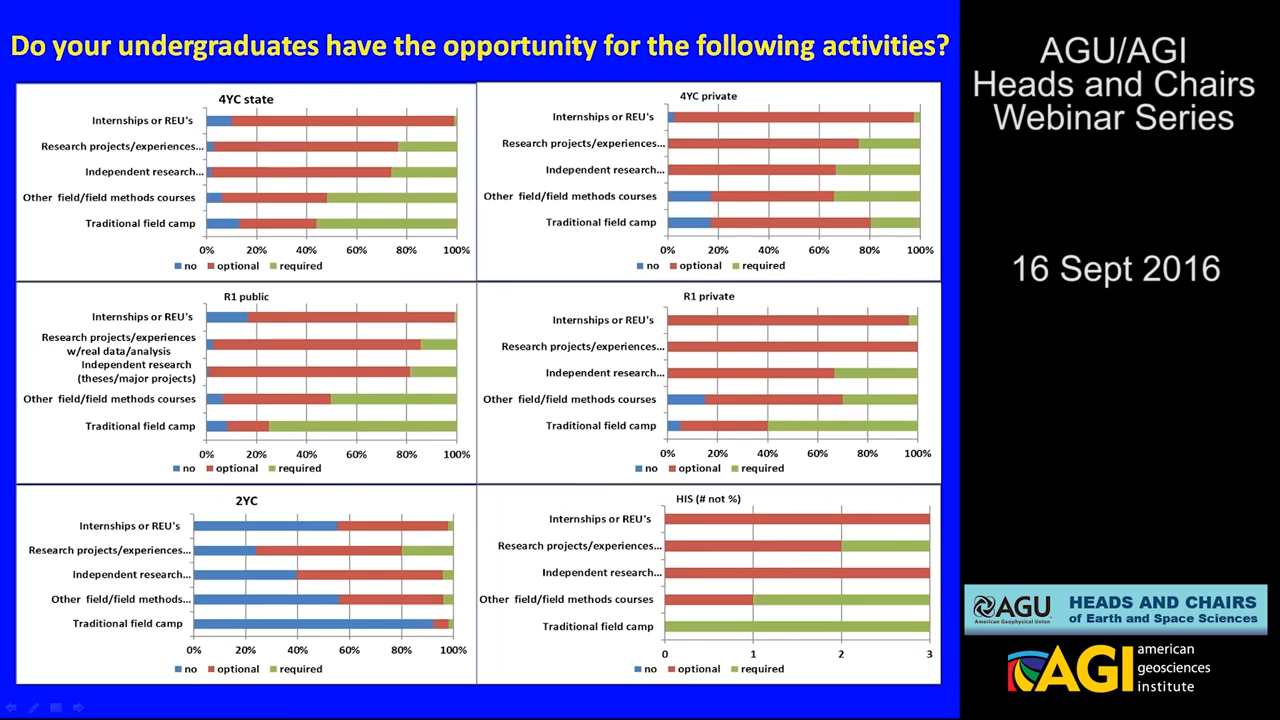 Do your undergraduates have the opportunity for the following activities?
4YC state
Internships or REU's
Research projects/experiences...
Independent research...
Other field/field methods courses
Traditional field camp
0% 20% 40% 60% 80% 100%
no optional required
4YC private
Internships or REU's
Research projects/experiences...
Independent research...
Other field/field methods courses
Traditional field camp
0% 20% 40% 60% 80% 100%
no optional required
R1 public
Internships or REU's
Research projects/experiences
w/real data/analysis
Independent research
(theses/major projects)
Other field/field methods courses
Traditional field camp
0% 20% 40% 60% 80% 100%
no optional required
R1 private
Internships or REU's
Research projects/experiences...
Independent research...
Other field/field methods courses
Traditional field camp
0% 20% 40% 60% 80% 100%
no optional required
2YC
Internships or REU's
Research projects/experiences...
Independent research...
Other field/field methods...
Traditional field camp
0% 20% 40% 60% 80% 100%
no optional required
HIS (# not %)
Internships or REU's
Research projects/experiences...
Independent research...
Other field/field methods courses
Traditional field camp
0 1 2 3
no optional required
AGU/AGI
Heads and Chairs
Webinar Series
16 Sept 2016
AGU
American Geophysical Union
HEADS AND CHAIRS
of Earth and Space Sciences
AGI
american
geosciences
institute